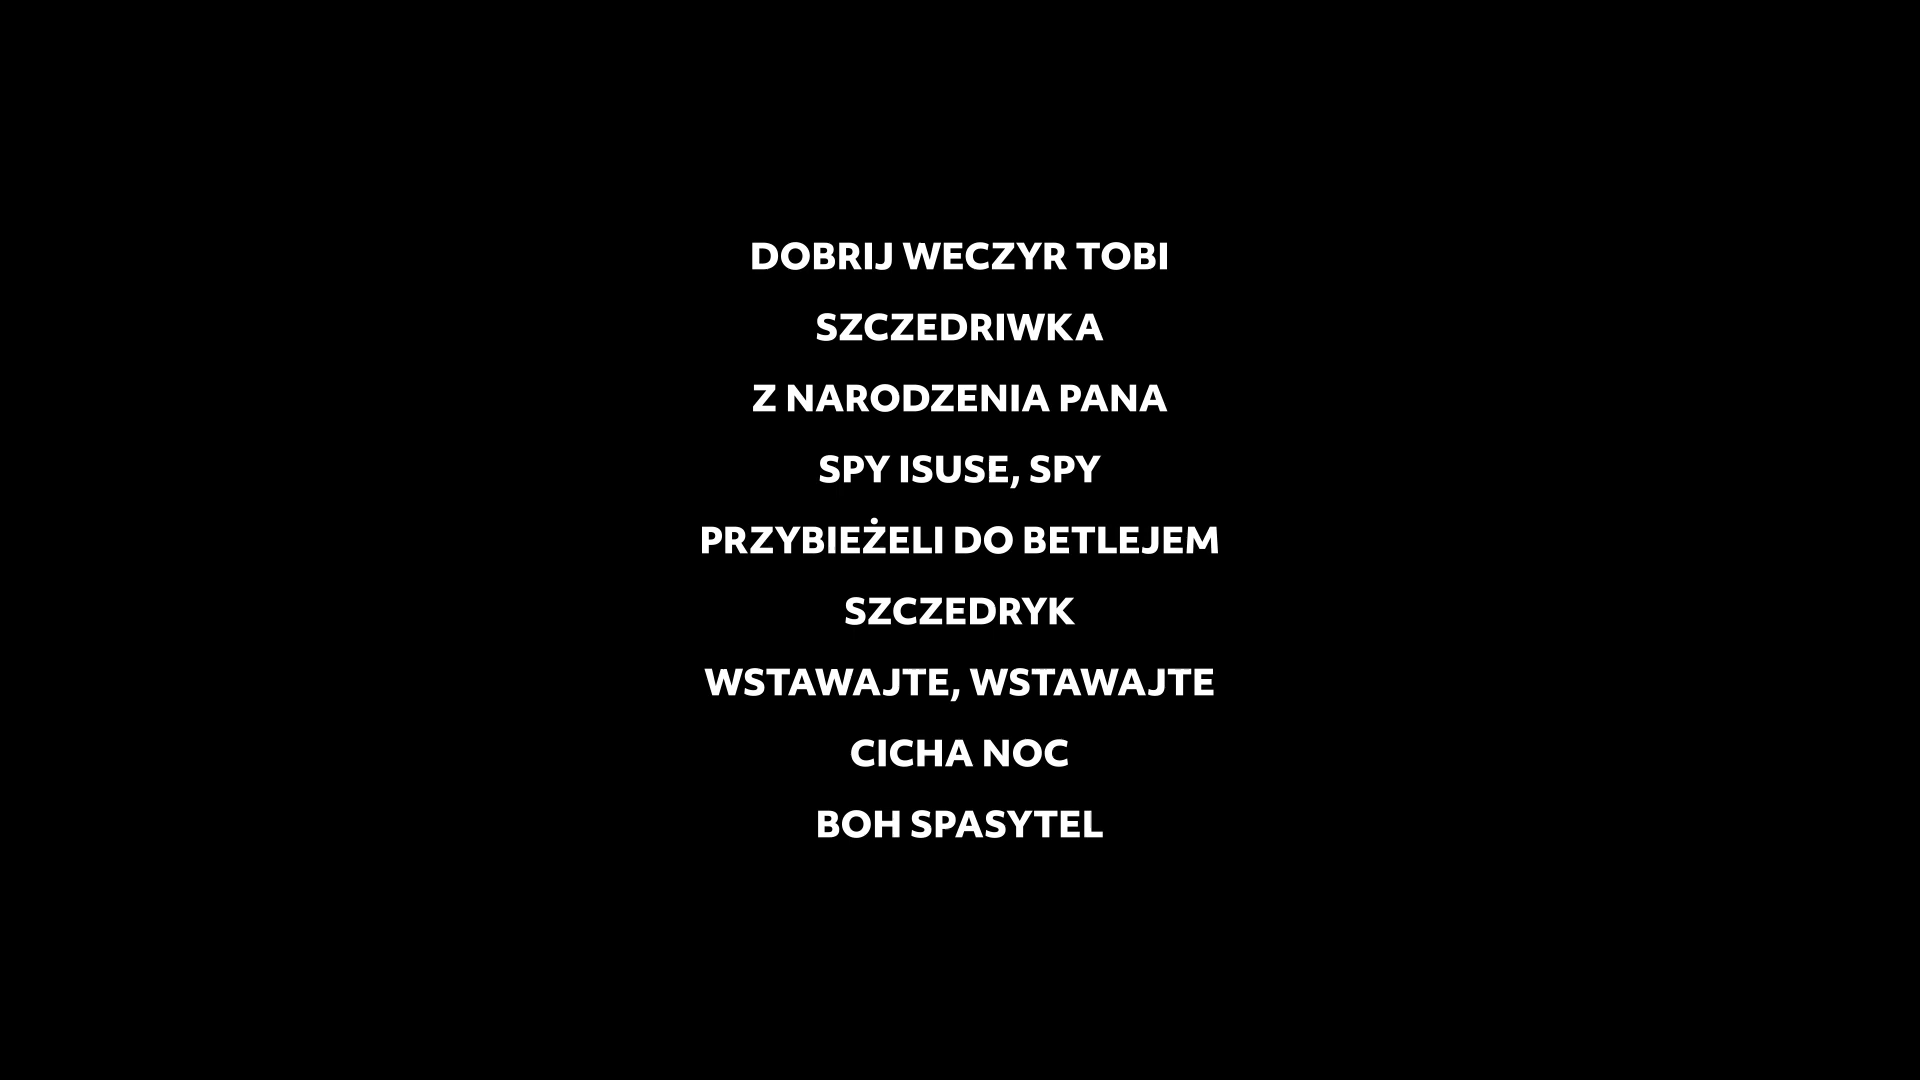 DOBRIJ WECZYR TOBI
SZCZEDRIWKA
Z NARODZENIA PANA
SPY ISUSE, SPY
PRZYBIEŻELI DO BETLEJEM
SZCZEDRYK
WSTAWAJTE, WSTAWAJTE
CICHA NOC
BOH SPASYTEL